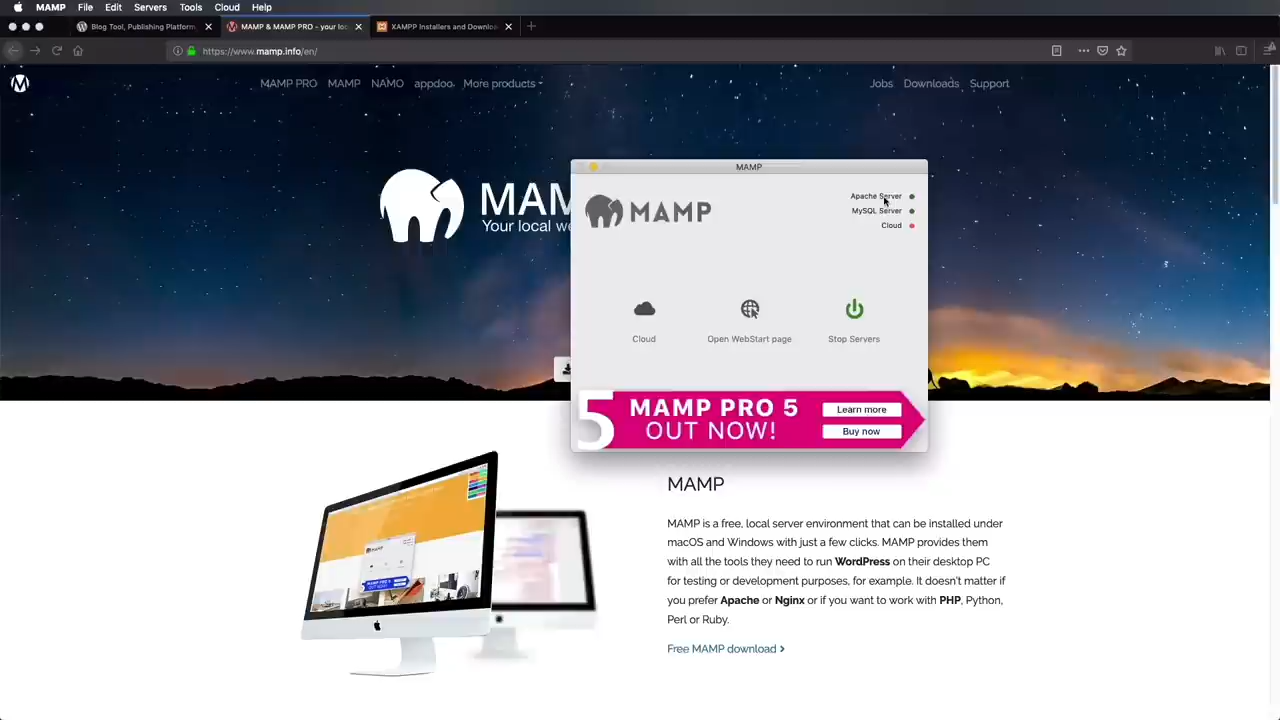 MAMP File Edit Servers Tools Cloud Help
Blog Tool, Publishing Platform,
MAMP & MAMP PRO - your loc
XAMPP Installers and Downloa
https://www.mamp.info/en/
MAMP PRO MAMP NAMO appdoo More products
Jobs Downloads Support
MAM
Your local we
MAMP
MAMP
Apache Server
MySQL Server
Cloud
Cloud
Open WebStart page
Stop Servers
5
MAMP PRO 5
OUT NOW!
Learn more
Buy now
MAMP
MAMP is a free, local server environment that can be installed under
macOS and Windows with just a few clicks. MAMP provides them
with all the tools they need to run WordPress on their desktop PC
for testing or development purposes, for example. It doesn't matter if
you prefer Apache or Nginx or if you want to work with PHP, Python,
Perl or Ruby.
Free MAMP download